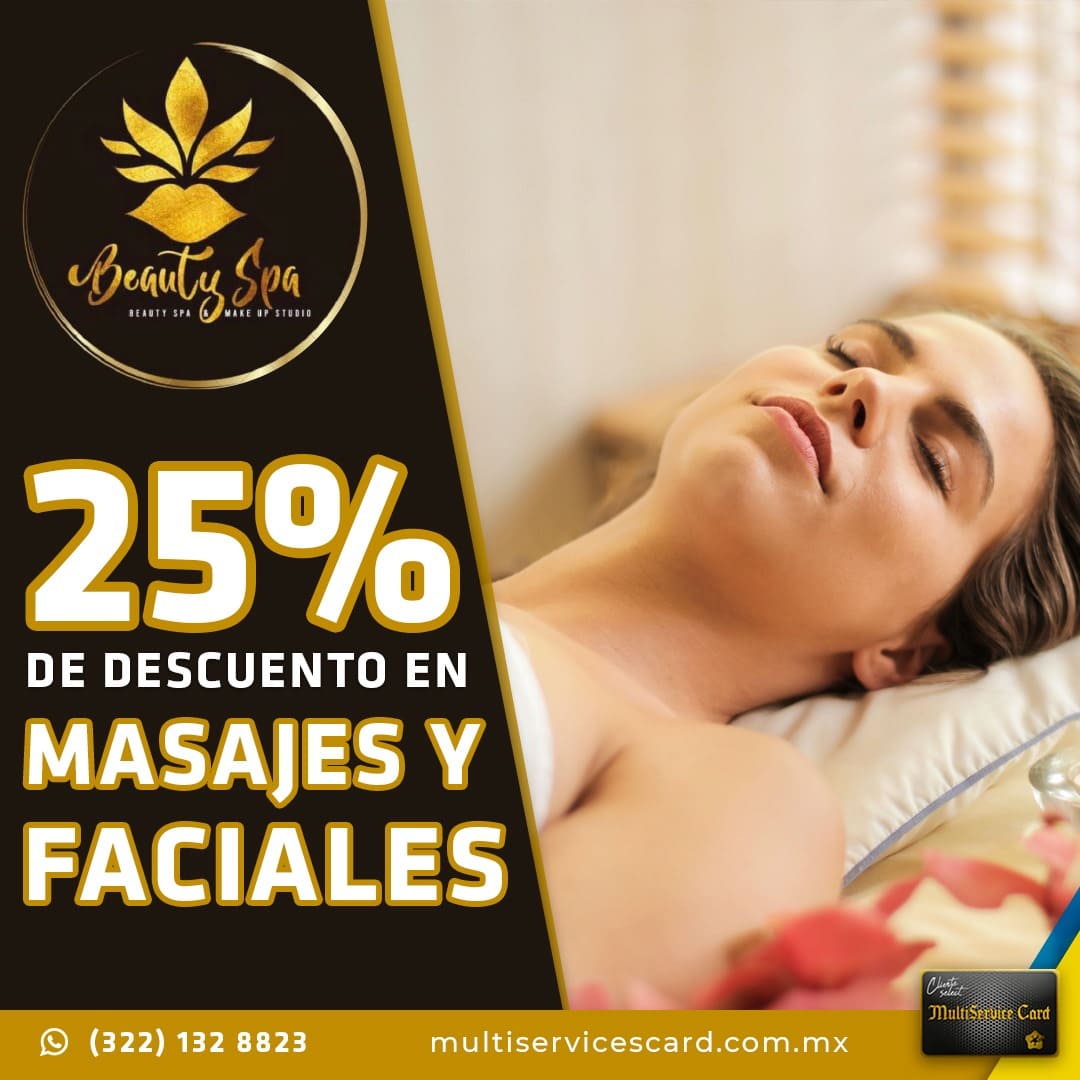 Beauty Spa
BEAUTY SPA & MAKE UP STUDIO
25%
DE DESCUENTO EN
MASAJES Y
FACIALES
(322) 132 8823
multiservicescard.com.mx
Cliente
select
MultiService Card